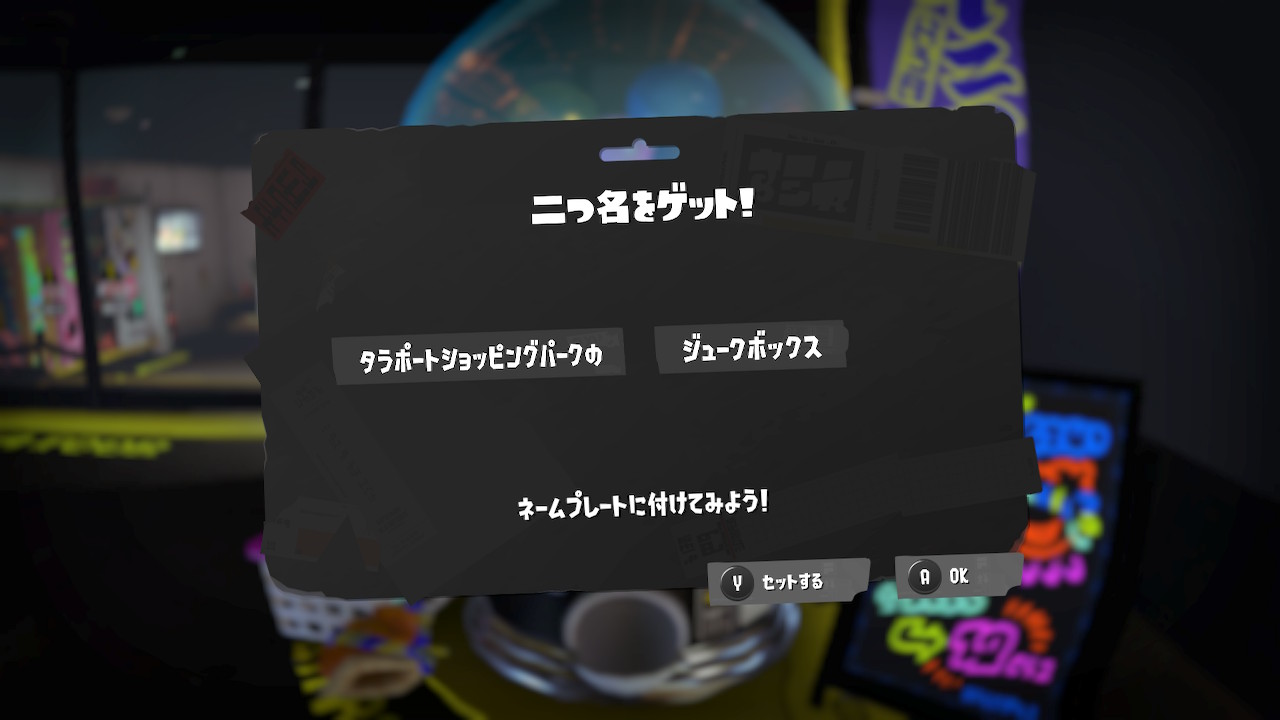 二つ名をゲット!
タラポートショッピングパークの ジュークボックス
ネームプレートに付けてみよう!
Y セットする A OK